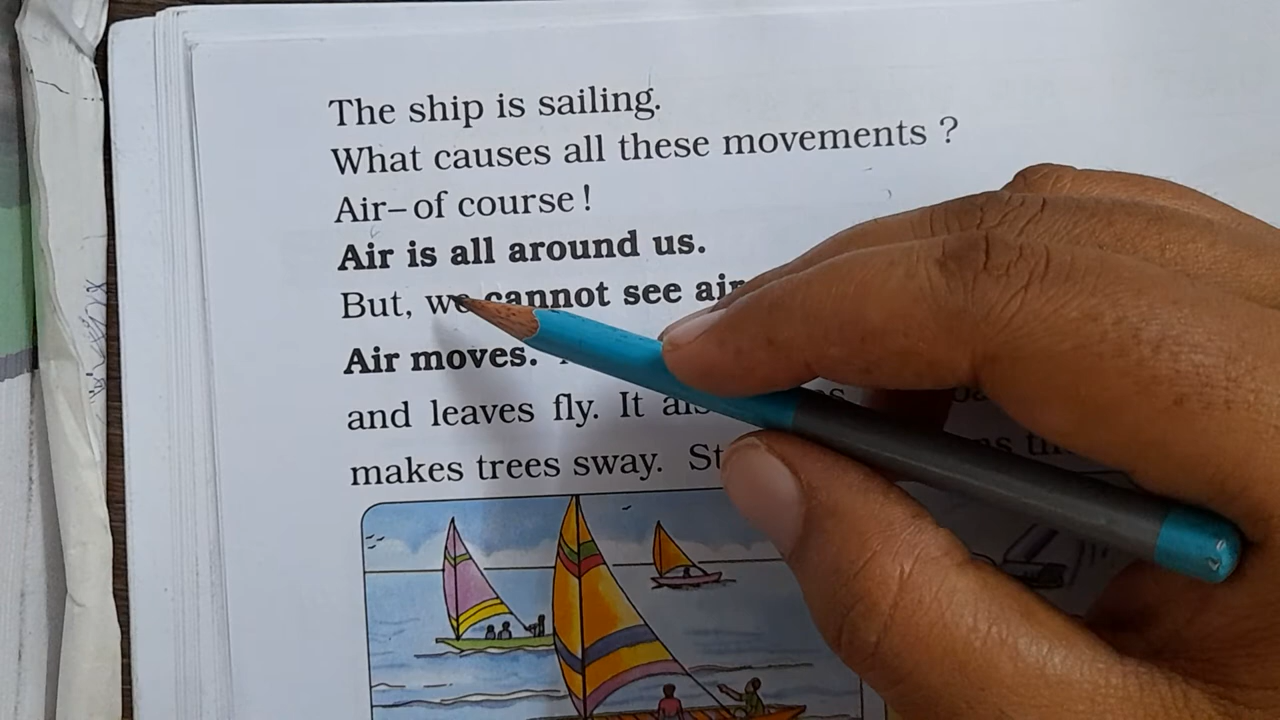 The ship is sailing.
What causes all these movements ?
Air–of course !
Air is all around us.
But, we cannot see air
Air moves.
and leaves fly. It
makes trees sway.